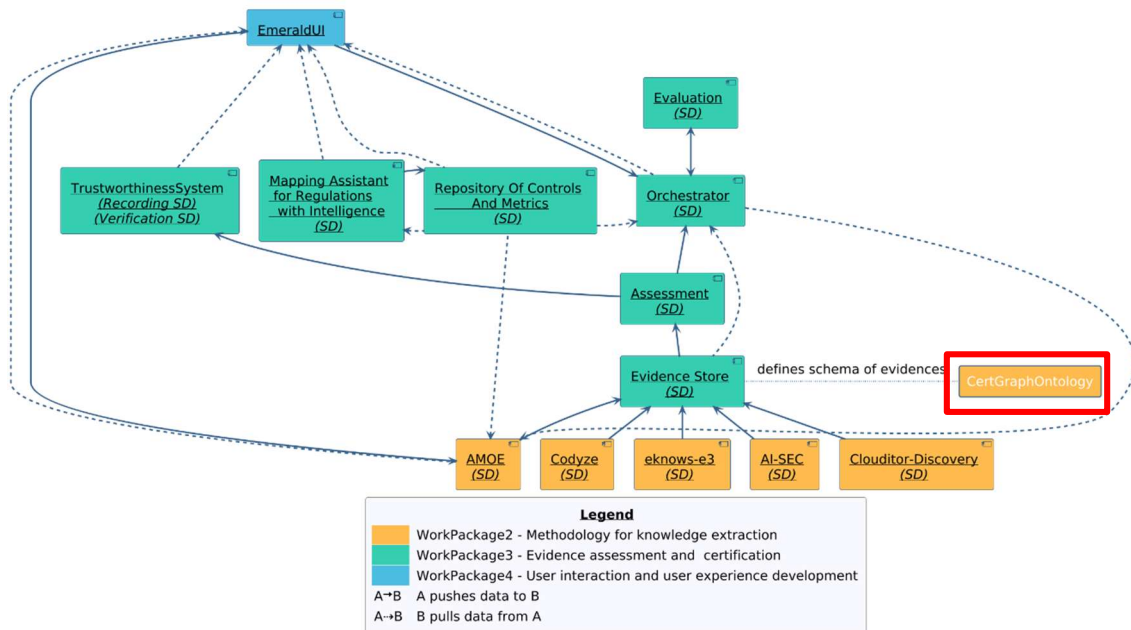 EmeraldUI
Evaluation
(SD)
TrustworthinessSystem
(Recording SD)
(Verification SD)
Mapping Assistant
for Regulations
with Intelligence
(SD)
Repository Of Controls
And Metrics
(SD)
Orchestrator
(SD)
Assessment
(SD)
Evidence Store
(SD)
defines schema of evidences
CertGraphOntology
AMOE
(SD)
Codyze
(SD)
eknows-e3
(SD)
AI-SEC
(SD)
Clouditor-Discovery
(SD)
Legend
WorkPackage2 - Methodology for knowledge extraction
WorkPackage3 - Evidence assessment and certification
WorkPackage4 - User interaction and user experience development
A→B A pushes data to B
A⇢B B pulls data from A